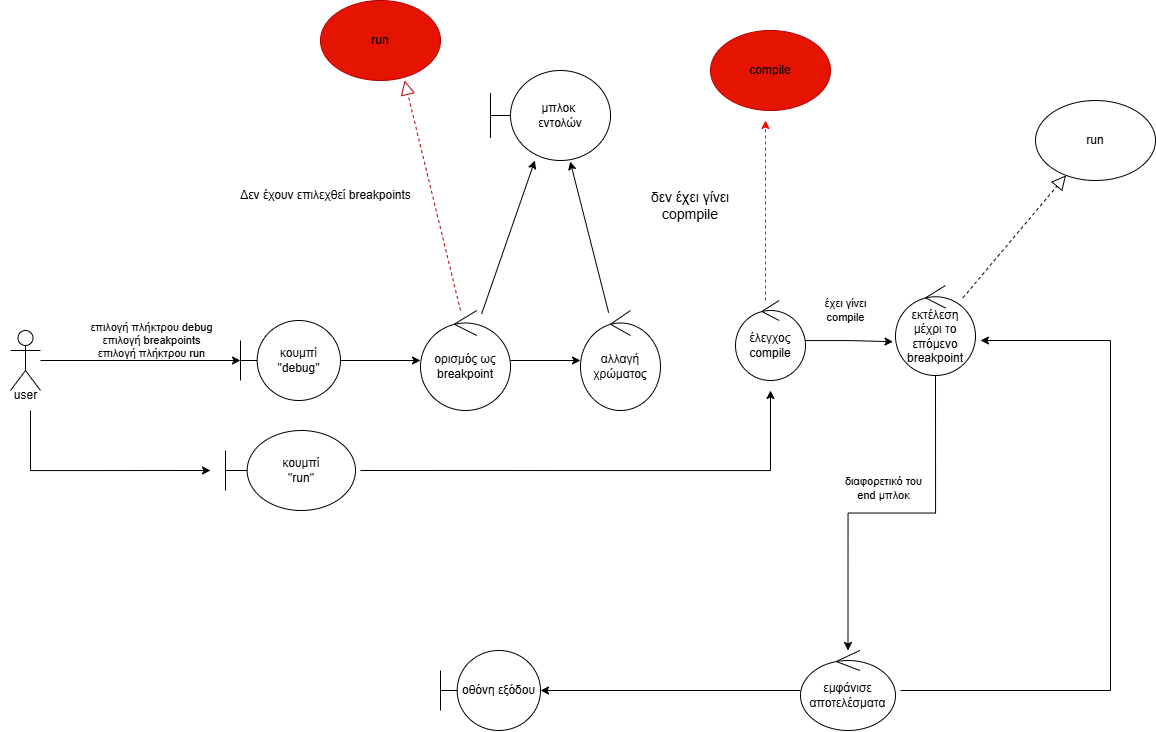 run
compile
μπλοκ
εντολών
run
Δεν έχουν επιλεχθεί breakpoints
δεν έχει γίνει
copmpile
έχει γίνει
compile
επιλογή πλήκτρου debug
επιλογή breakpoints
επιλογή πλήκτρου run
user
κουμπί
"debug"
ορισμός ως
breakpoint
αλλαγή
χρώματος
έλεγχος
compile
εκτέλεση
μέχρι το
επόμενο
breakpoint
κουμπί
"run"
διαφορετικό του
end μπλοκ
οθόνη εξόδου
εμφάνισε
αποτελέσματα